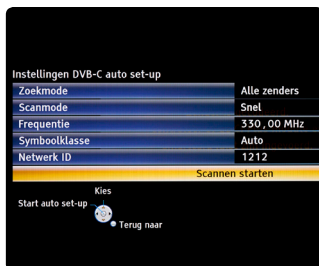 Instellingen DVB-C auto set-up
Zoekmode Alle zenders
Scanmode Snel
Frequentie 330,00 MHz
Symboolklasse Auto
Netwerk ID 1212
Scannen starten
Kies
Start auto set-up
Terug naar